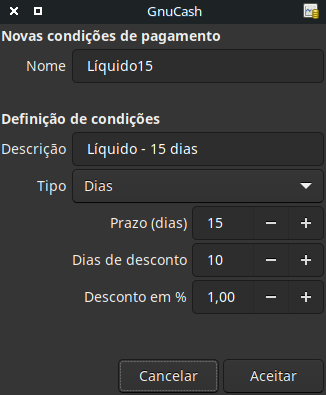 GnuCash
Novas condições de pagamento
Nome Líquido15
Definição de condições
Descrição Líquido - 15 dias
Tipo Dias
Prazo (dias) 15
Dias de desconto 10
Desconto em % 1,00
Cancelar Aceitar